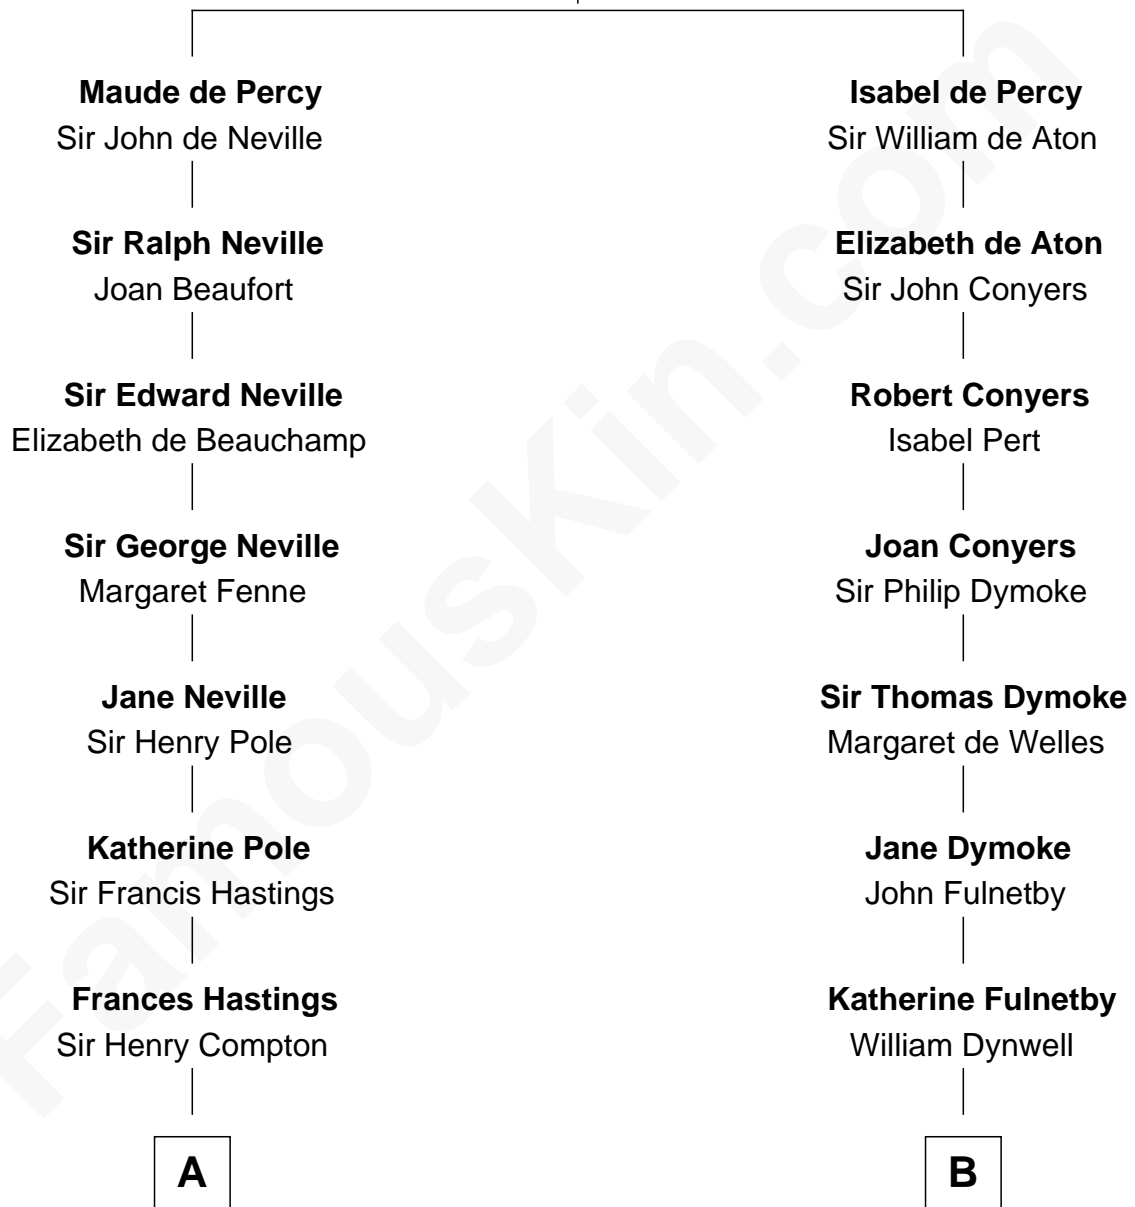 Maude de Percy
Sir John de Neville
Isabel de Percy
Sir William de Aton
Sir Ralph Neville
Joan Beaufort
Elizabeth de Aton
Sir John Conyers
Sir Edward Neville
Elizabeth de Beauchamp
Robert Conyers
Isabel Pert
Sir George Neville
Margaret Fenne
Joan Conyers
Sir Philip Dymoke
Jane Neville
Sir Henry Pole
Sir Thomas Dymoke
Margaret de Welles
Katherine Pole
Sir Francis Hastings
Jane Dymoke
John Fulnetby
Frances Hastings
Sir Henry Compton
Katherine Fulnetby
William Dynwell
A
B
FamousKin.com